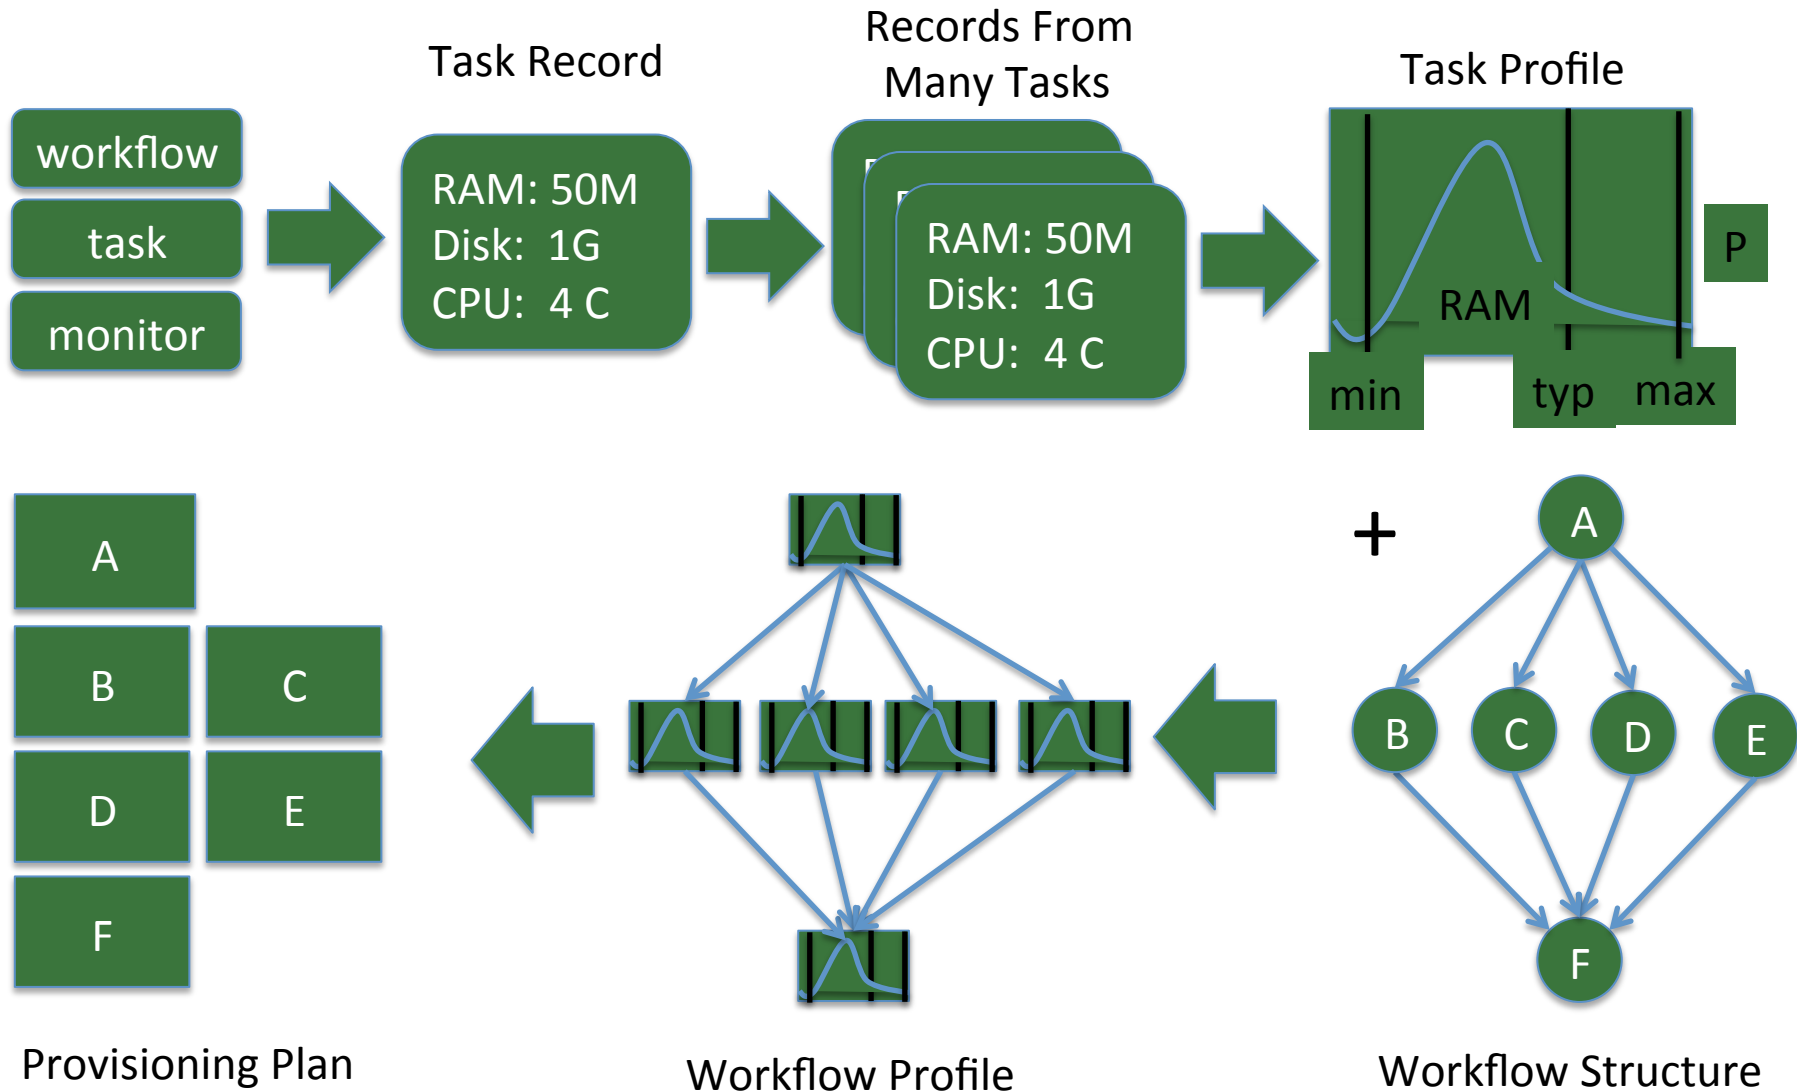 Task Record
Records From
Many Tasks
Task Profile
workflow
task
monitor
RAM: 50M
Disk: 1G
CPU: 4 C
RAM: 50M
Disk: 1G
CPU: 4 C
P
RAM
min
typ
max
A
B
C
D
E
F
+
A
B
C
D
E
F
Provisioning Plan
Workflow Profile
Workflow Structure